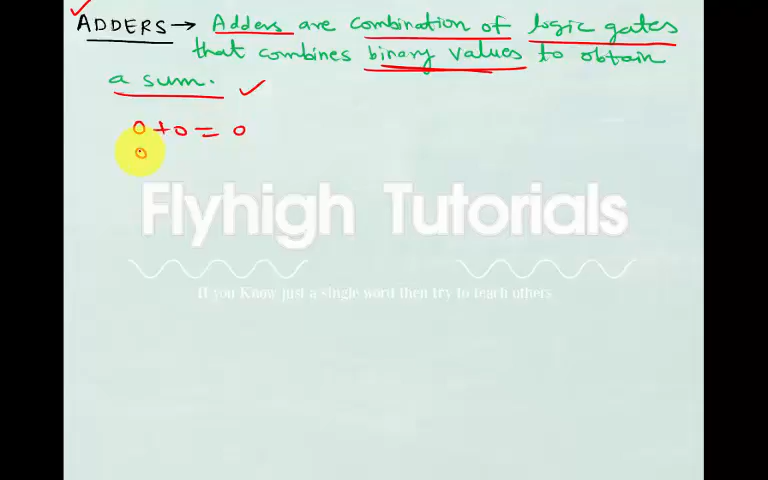 ADDERS → Adders are combination of logic gates
that combines binary values to obtain
a sum.
0 + 0 = 0
0
Flyhigh Tutorials
If you Know just a single word then try to teach others.